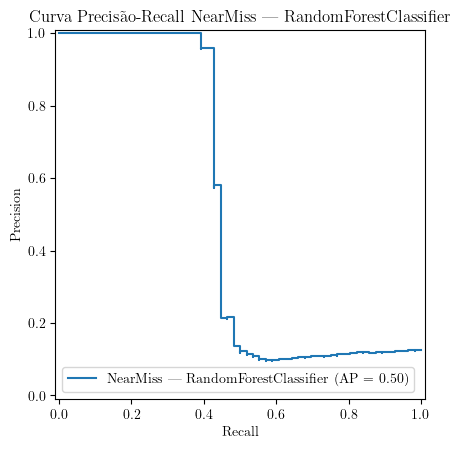 Curva Precisão-Recall NearMiss — RandomForestClassifier
1.0
0.8
0.6
0.4
0.2
0.0
Precision
NearMiss — RandomForestClassifier (AP = 0.50)
0.0 0.2 0.4 0.6 0.8 1.0
Recall